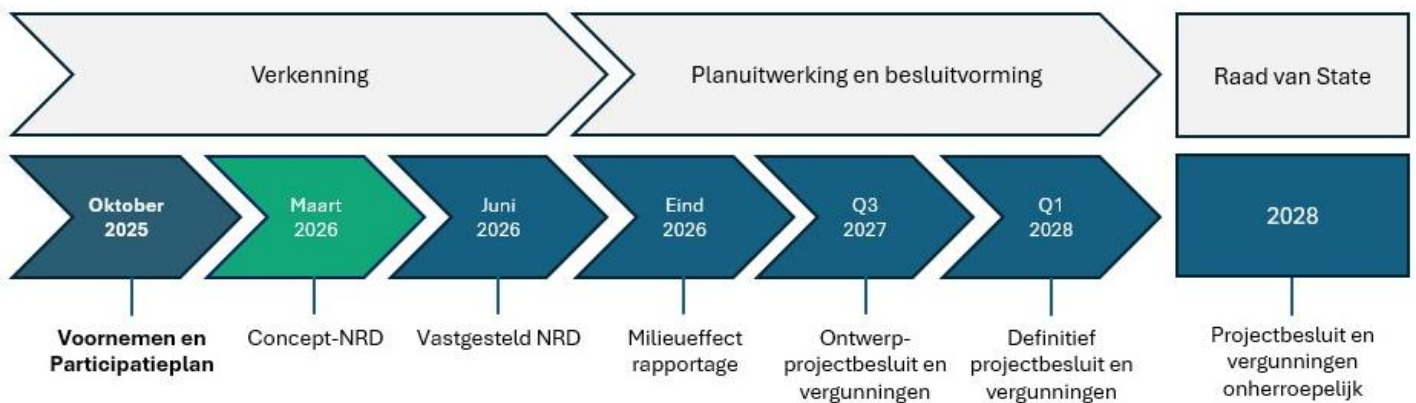 Verkenning
Planuitwerking en besluitvorming
Raad van State
Oktober
2025
Maart
2026
Juni
2026
Eind
2026
Q3
2027
Q1
2028
2028
Voornemen en
Participatieplan
Concept-NRD
Vastgesteld NRD
Milieueffect
rapportage
Ontwerp-
projectbesluit en
vergunningen
Definitief
projectbesluit en
vergunningen
Projectbesluit en
vergunningen
onherroepelijk